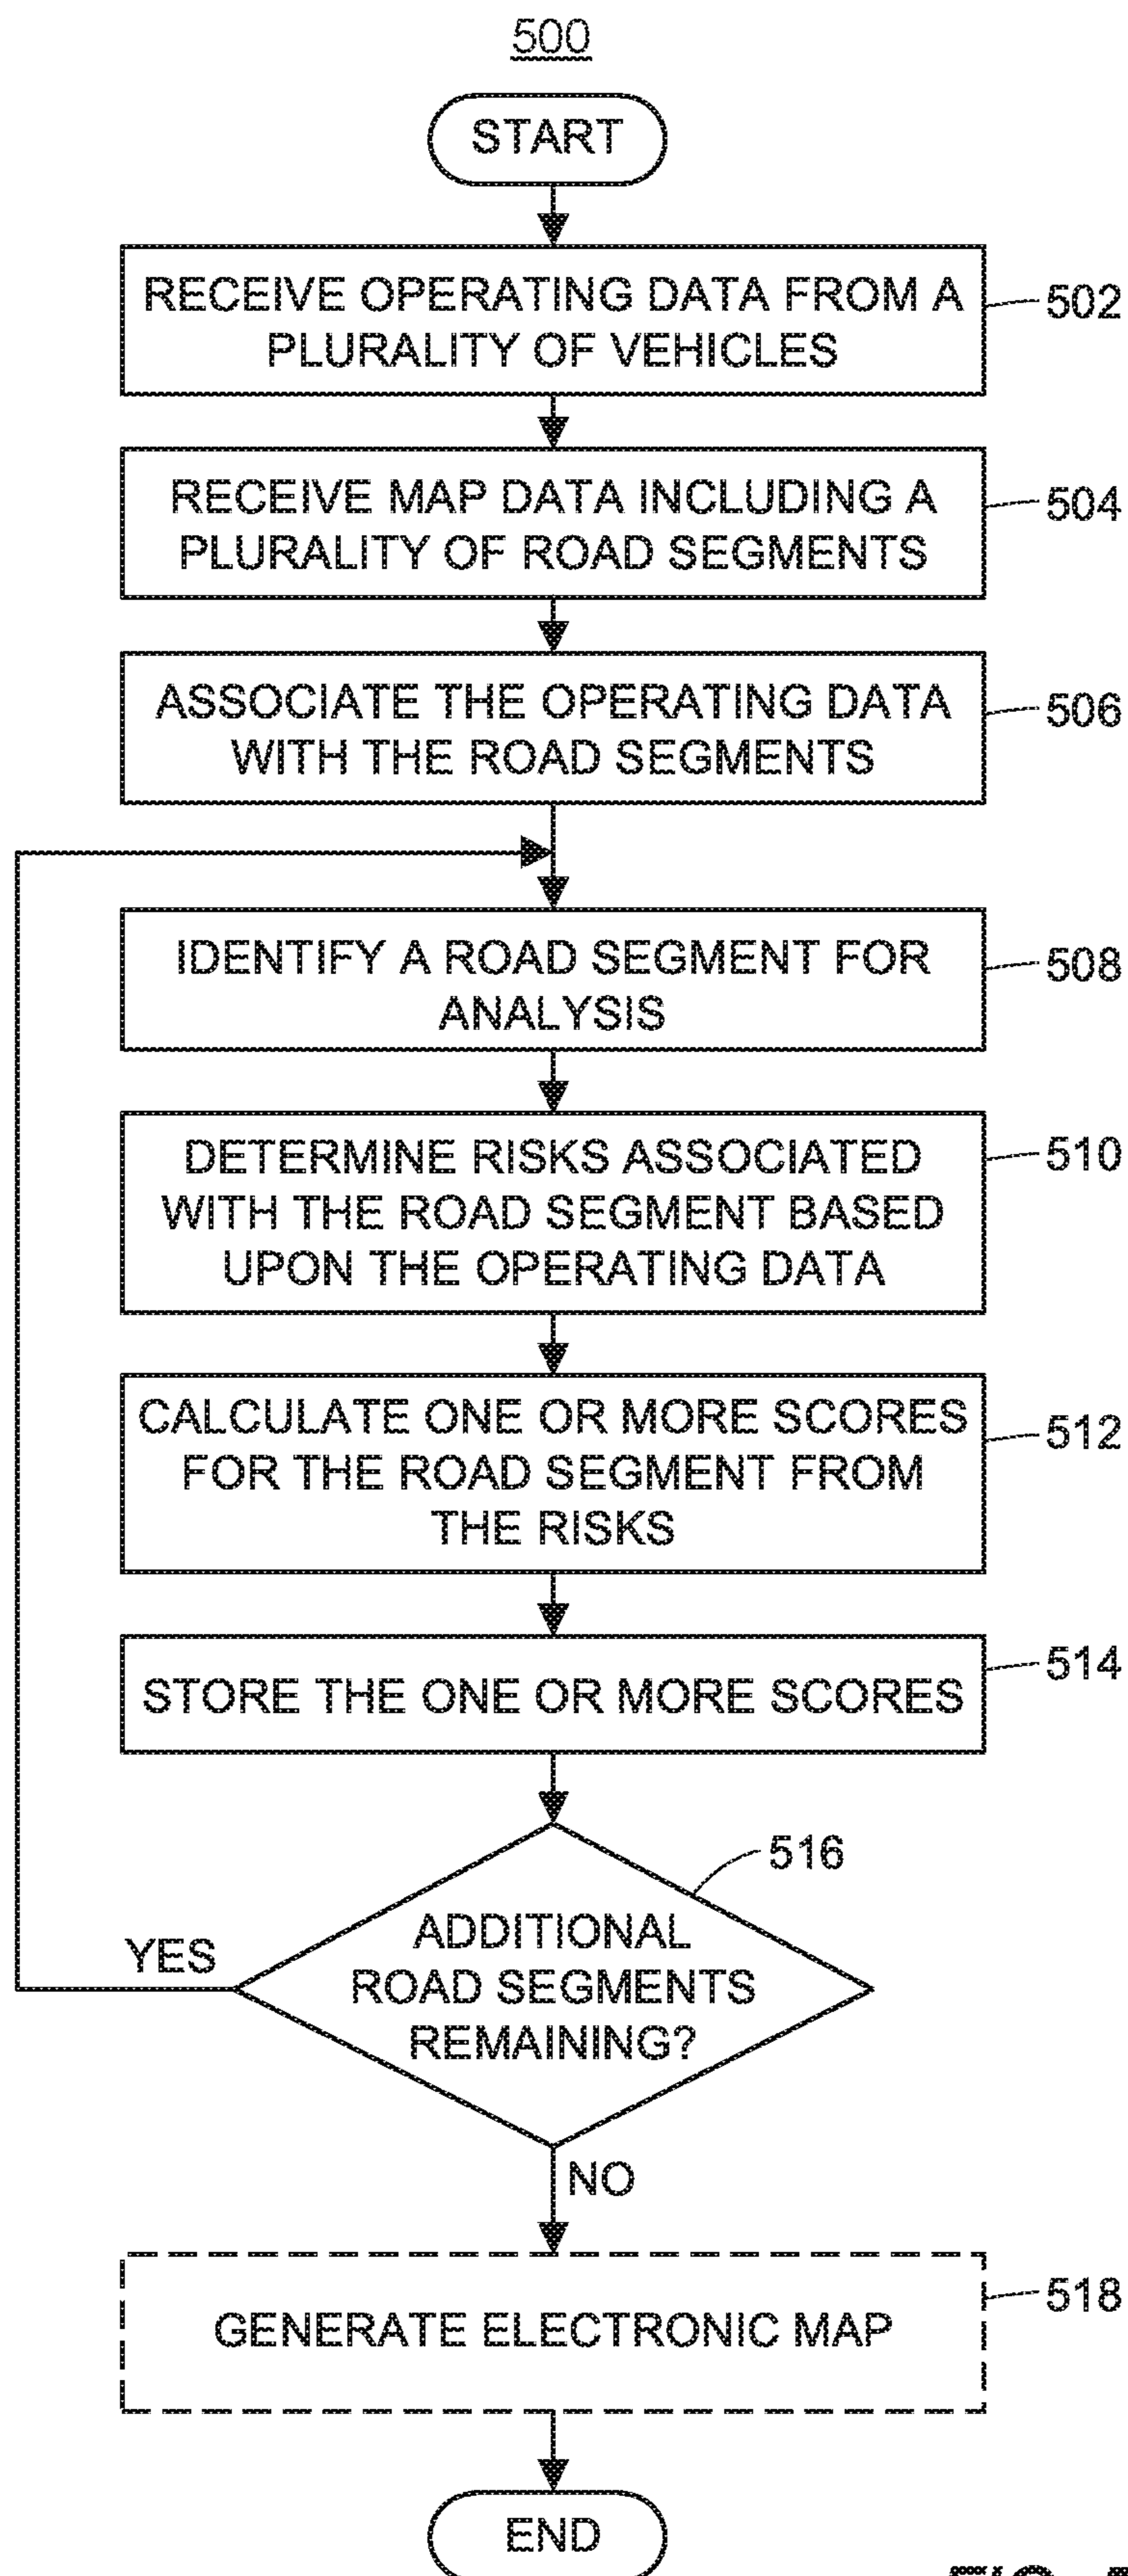 500
START
RECEIVE OPERATING DATA FROM A
PLURALITY OF VEHICLES
502
RECEIVE MAP DATA INCLUDING A
PLURALITY OF ROAD SEGMENTS
504
ASSOCIATE THE OPERATING DATA
WITH THE ROAD SEGMENTS
506
IDENTIFY A ROAD SEGMENT FOR
ANALYSIS
508
DETERMINE RISKS ASSOCIATED
WITH THE ROAD SEGMENT BASED
UPON THE OPERATING DATA
510
CALCULATE ONE OR MORE SCORES
FOR THE ROAD SEGMENT FROM
THE RISKS
512
STORE THE ONE OR MORE SCORES
514
516
ADDITIONAL
ROAD SEGMENTS
REMAINING?
YES
NO
GENERATE ELECTRONIC MAP
518
END